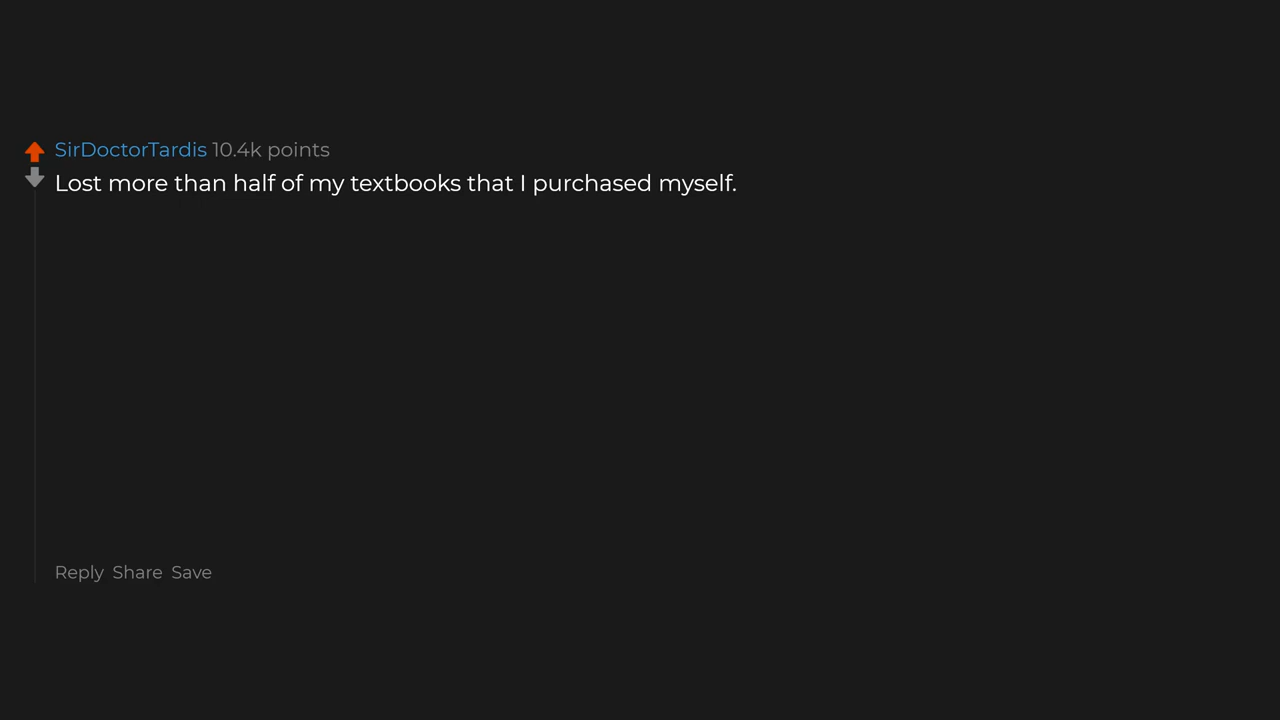 SirDoctorTardis 10.4k points
Lost more than half of my textbooks that I purchased myself.
Reply Share Save